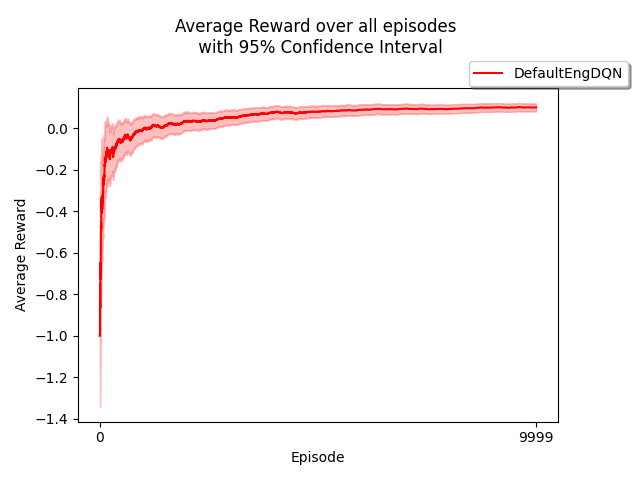 Average Reward over all episodes
with 95% Confidence Interval
DefaultEngDQN
0.0
−0.2
−0.4
−0.6
−0.8
−1.0
−1.2
−1.4
Average Reward
0
9999
Episode